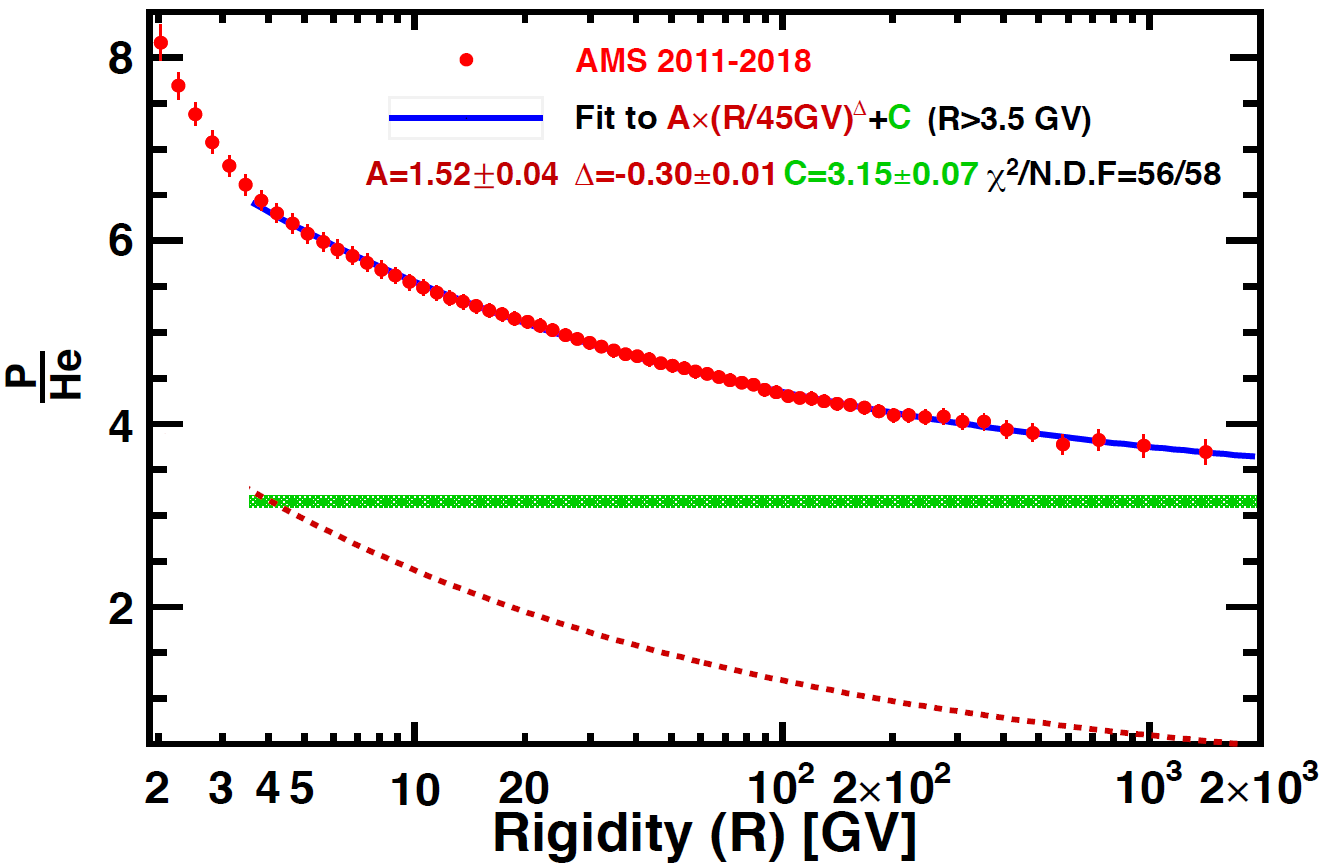 8
6
4
2
P
He
AMS 2011-2018
Fit to A×(R/45GV)^Δ+C (R>3.5 GV)
A=1.52±0.04 Δ=-0.30±0.01 C=3.15±0.07 χ²/N.D.F=56/58
2 3 4 5 10 20 10² 2×10² 10³ 2×10³
Rigidity (R) [GV]